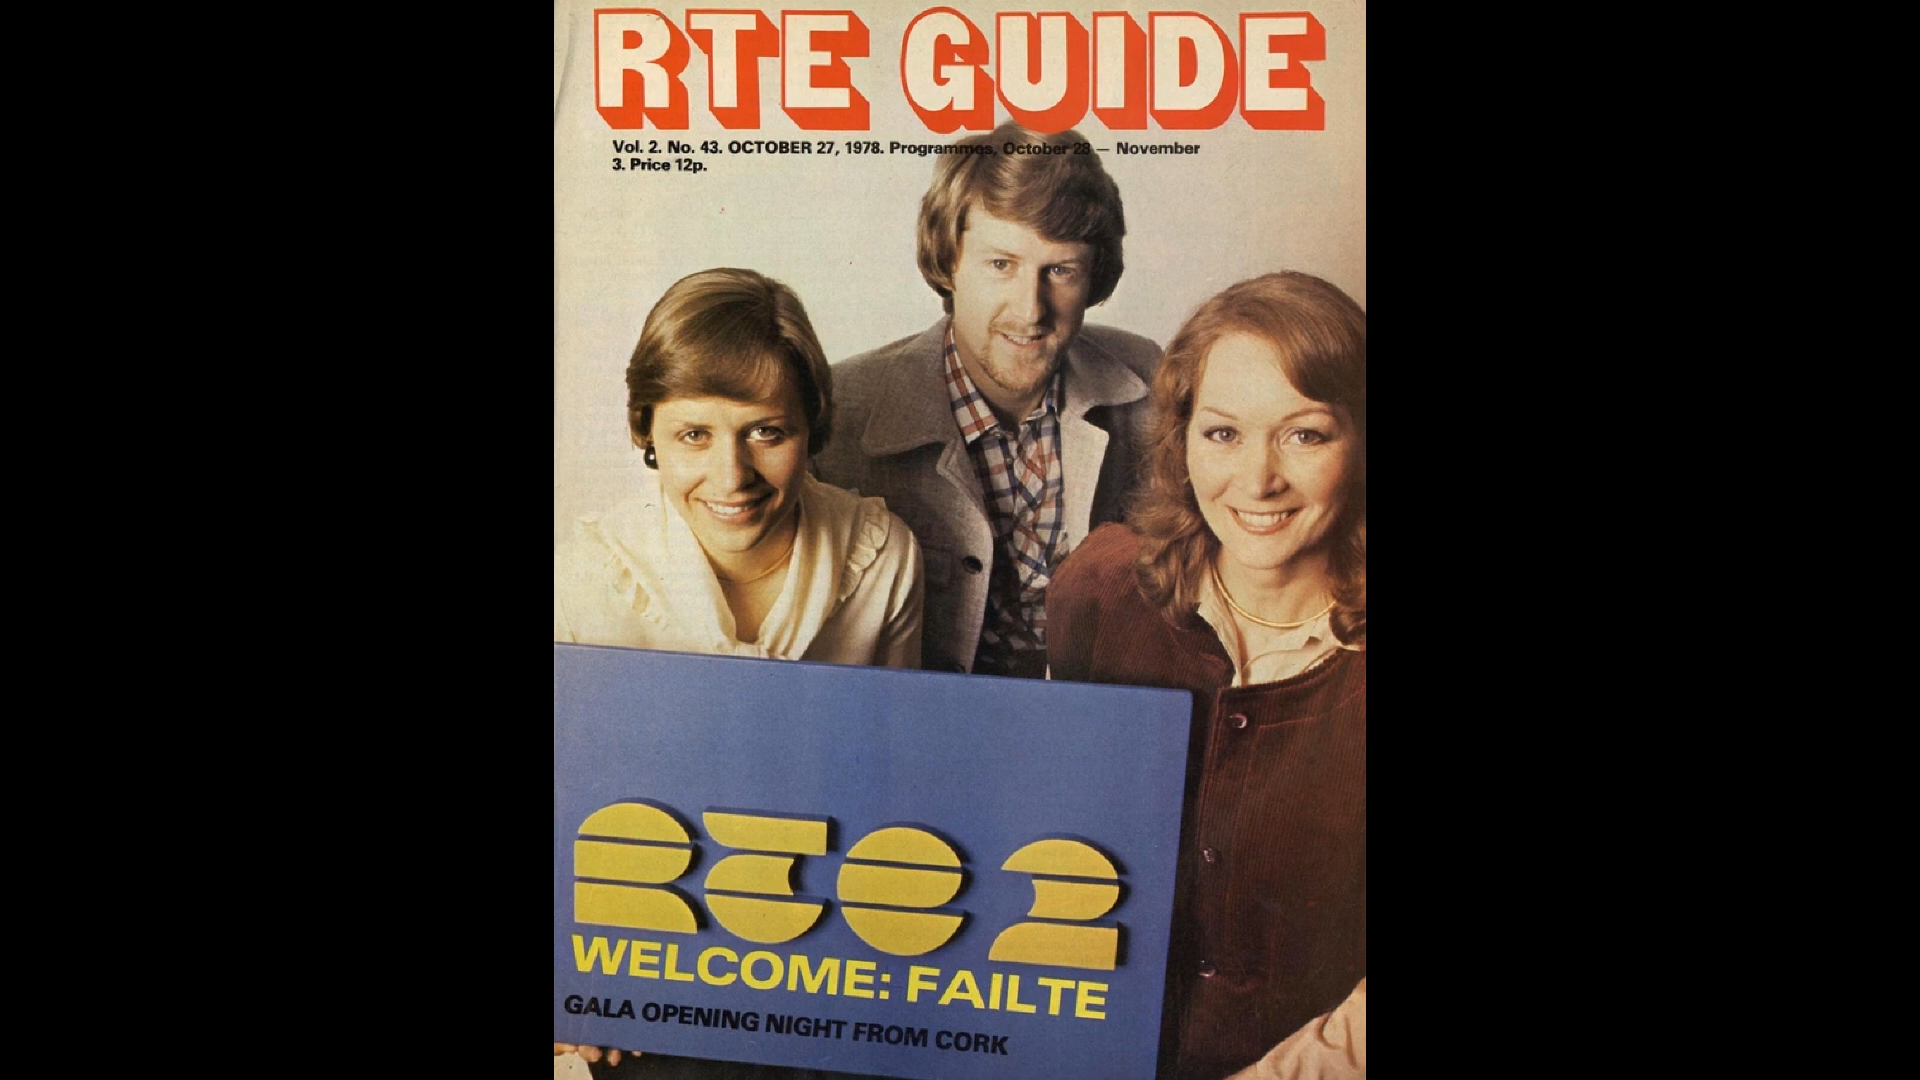 RTE GUIDE
Vol. 2. No. 43. OCTOBER 27, 1978. Programmes, October 28 — November
3. Price 12p.
RTE 2
WELCOME: FAILTE
GALA OPENING NIGHT FROM CORK